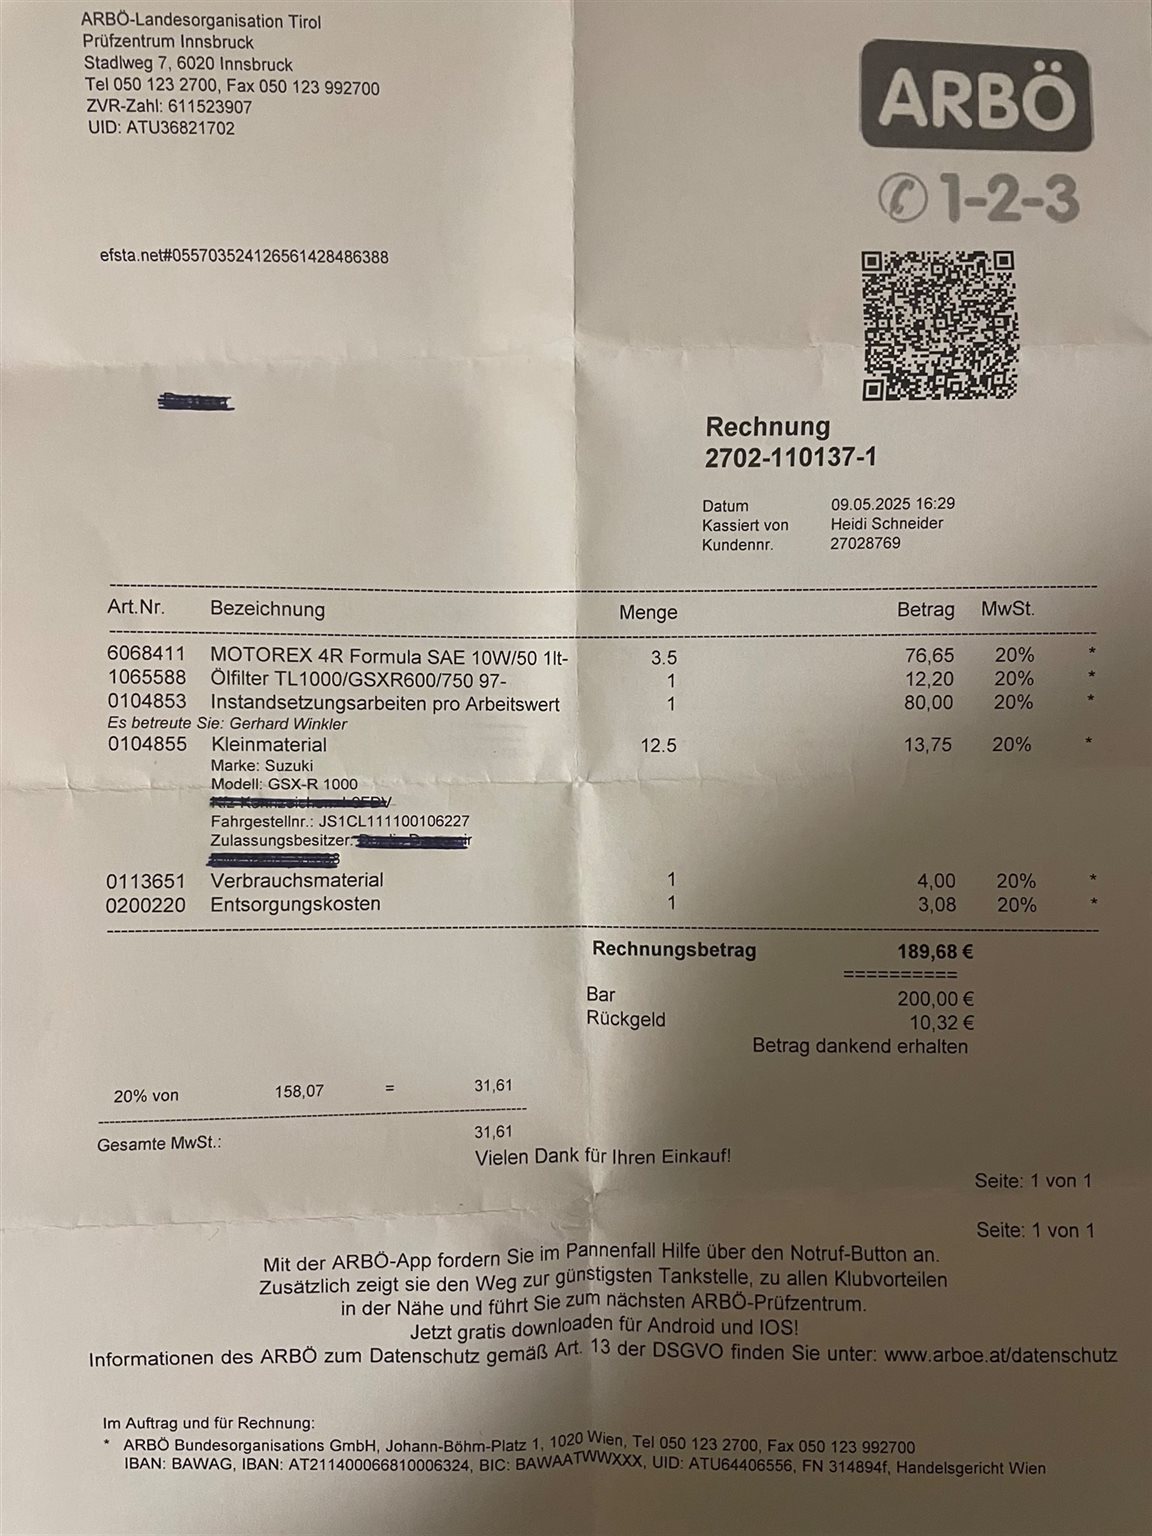 ARBÖ-Landesorganisation Tirol
Prüfzentrum Innsbruck
Stadlweg 7, 6020 Innsbruck
Tel 050 123 2700, Fax 050 123 992700
ZVR-Zahl: 611523907
UID: ATU36821702
ARBÖ
1-2-3
efsta.net#055703524126561428486388
Rechnung
2702-110137-1
Datum 09.05.2025 16:29
Kassiert von Heidi Schneider
Kundennr. 27028769
Art.Nr. Bezeichnung Menge Betrag MwSt.
6068411 MOTOREX 4R Formula SAE 10W/50 1lt- 3.5 76,65 20% *
1065588 Ölfilter TL1000/GSXR600/750 97- 1 12,20 20% *
0104853 Instandsetzungsarbeiten pro Arbeitswert 1 80,00 20% *
Es betreute Sie: Gerhard Winkler
0104855 Kleinmaterial 12.5 13,75 20% *
Marke: Suzuki
Modell: GSX-R 1000
Fahrgestellnr.: JS1CL111100106227
Zulassungsbesitzer:
0113651 Verbrauchsmaterial 1 4,00 20% *
0200220 Entsorgungskosten 1 3,08 20% *
Rechnungsbetrag 189,68 €
==========
Bar 200,00 €
Rückgeld 10,32 €
Betrag dankend erhalten
20% von 158,07 = 31,61
Gesamte MwSt.: 31,61
Vielen Dank für Ihren Einkauf!
Seite: 1 von 1
Seite: 1 von 1
Mit der ARBÖ-App fordern Sie im Pannenfall Hilfe über den Notruf-Button an.
Zusätzlich zeigt sie den Weg zur günstigsten Tankstelle, zu allen Klubvorteilen
in der Nähe und führt Sie zum nächsten ARBÖ-Prüfzentrum.
Jetzt gratis downloaden für Android und IOS!
Informationen des ARBÖ zum Datenschutz gemäß Art. 13 der DSGVO finden Sie unter: www.arboe.at/datenschutz
Im Auftrag und für Rechnung:
* ARBÖ Bundesorganisations GmbH, Johann-Böhm-Platz 1, 1020 Wien, Tel 050 123 2700, Fax 050 123 992700
IBAN: BAWAG, IBAN: AT211400066810006324, BIC: BAWAATWWXXX, UID: ATU64406556, FN 314894f, Handelsgericht Wien